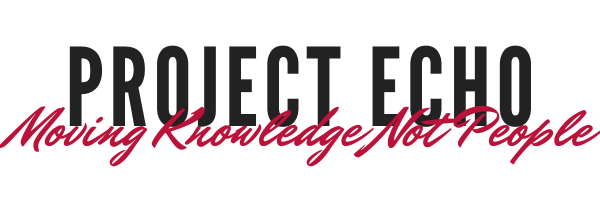 PROJECT ECHO
Moving Knowledge, Not People